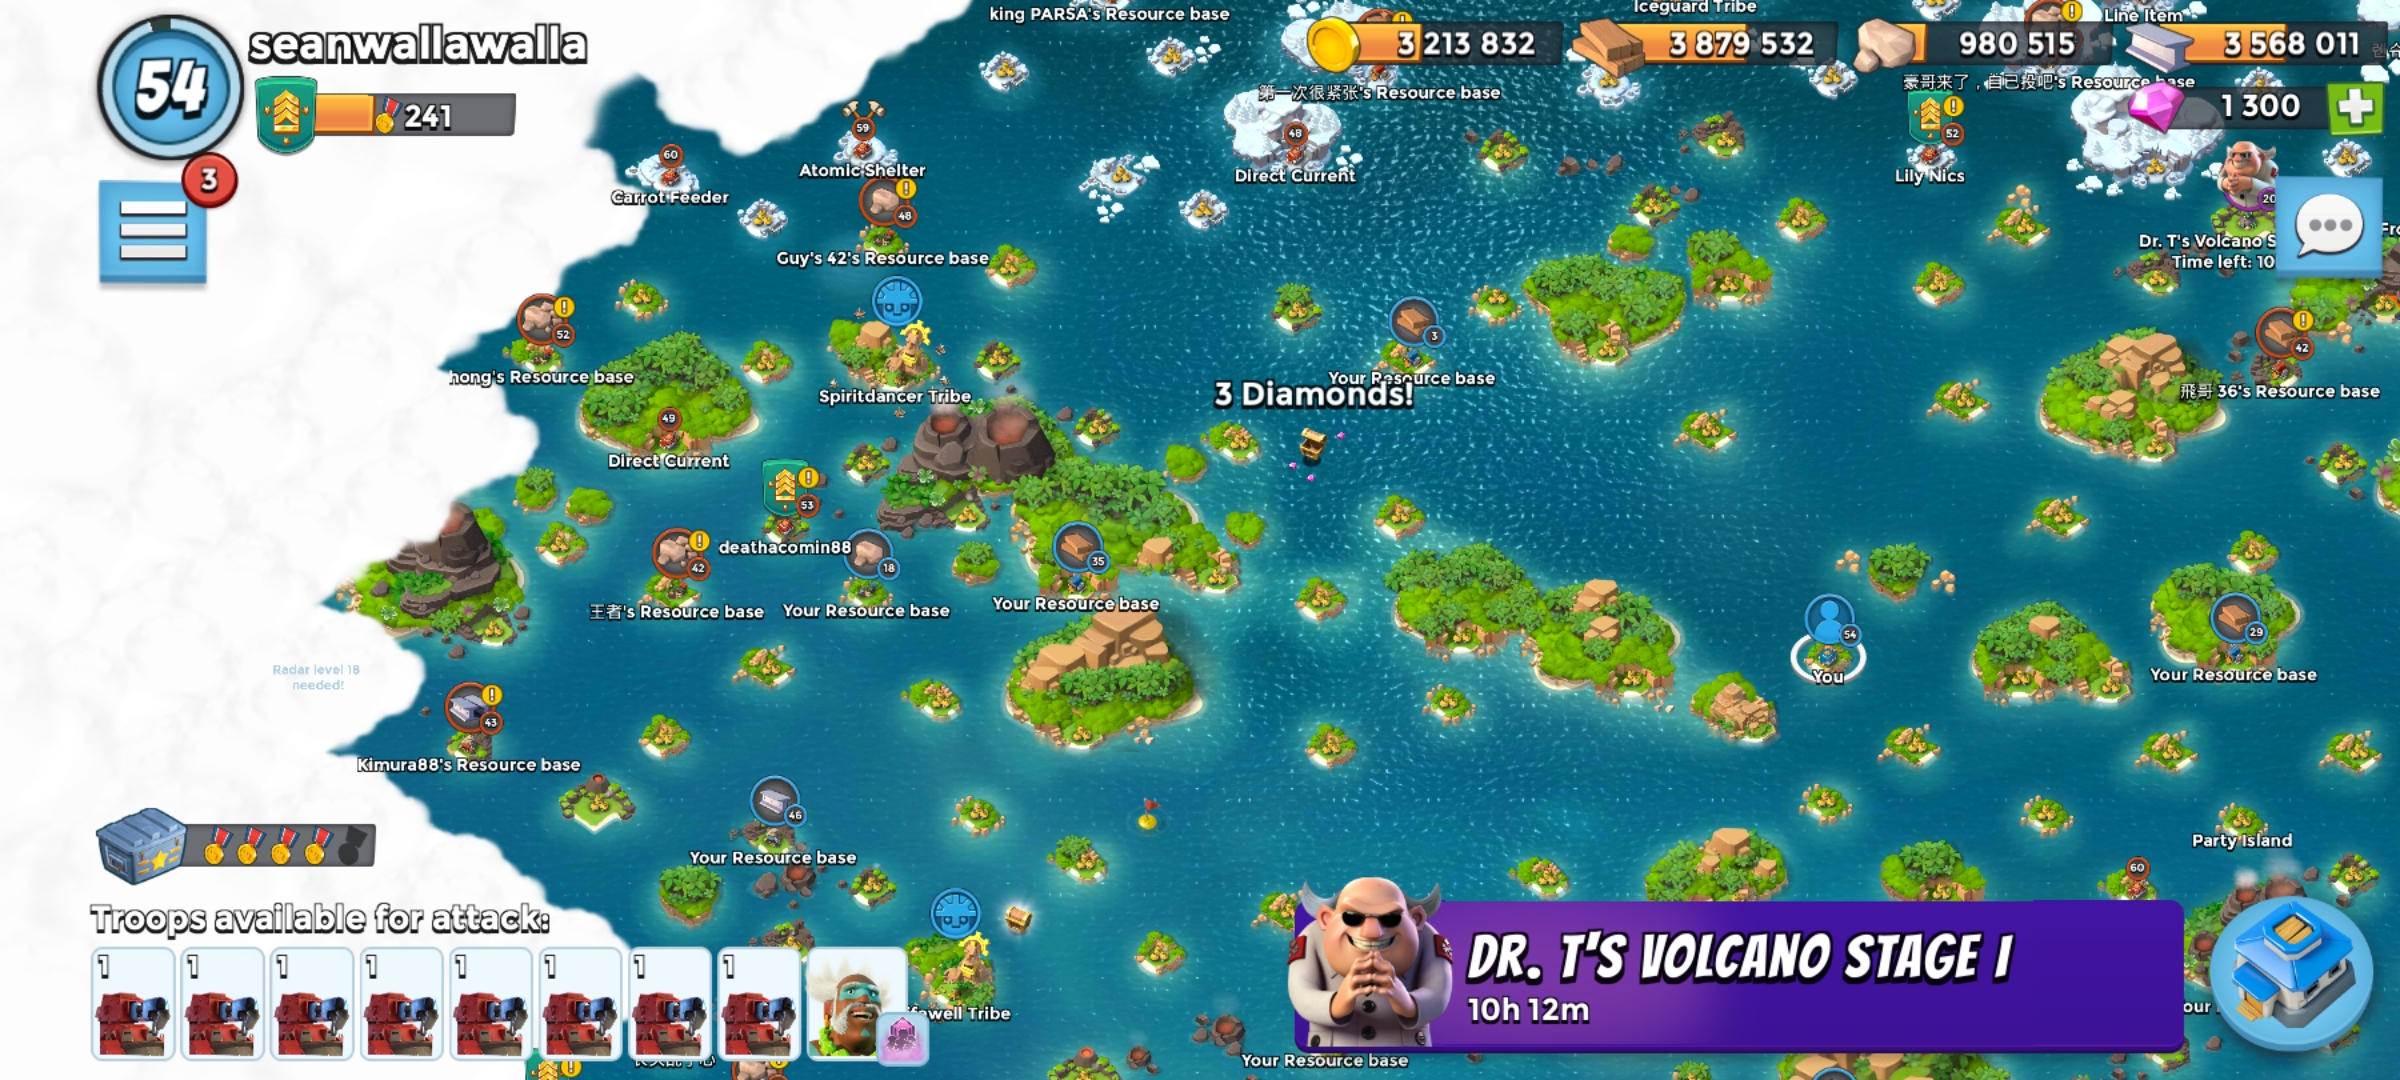 king PARSA's Resource base
Iceguard Tribe
Line Item
54
seanwallawalla
241
3 213 832
3 879 532
980 515
3 568 011
第一次很紧张's Resource base
豪哥来了，自已投吧's Resource base
1 300
3
60
Carrot Feeder
59
Atomic Shelter
48
Direct Current
52
Lily Nics
20
48
Guy's 42's Resource base
Dr. T's Volcano S
Time left: 10
52
hong's Resource base
Spiritdancer Tribe
3
Your Resource base
3 Diamonds!
42
飛哥 36's Resource base
49
Direct Current
53
deathacomin88
42
王者's Resource base
18
Your Resource base
35
Your Resource base
54
You
29
Your Resource base
Radar level 18
needed!
43
Kimura88's Resource base
46
Your Resource base
Party Island
60
Troops available for attack:
1
1
1
1
1
1
1
1
fewell Tribe
DR. T'S VOLCANO STAGE I
10h 12m
our
Your Resource base